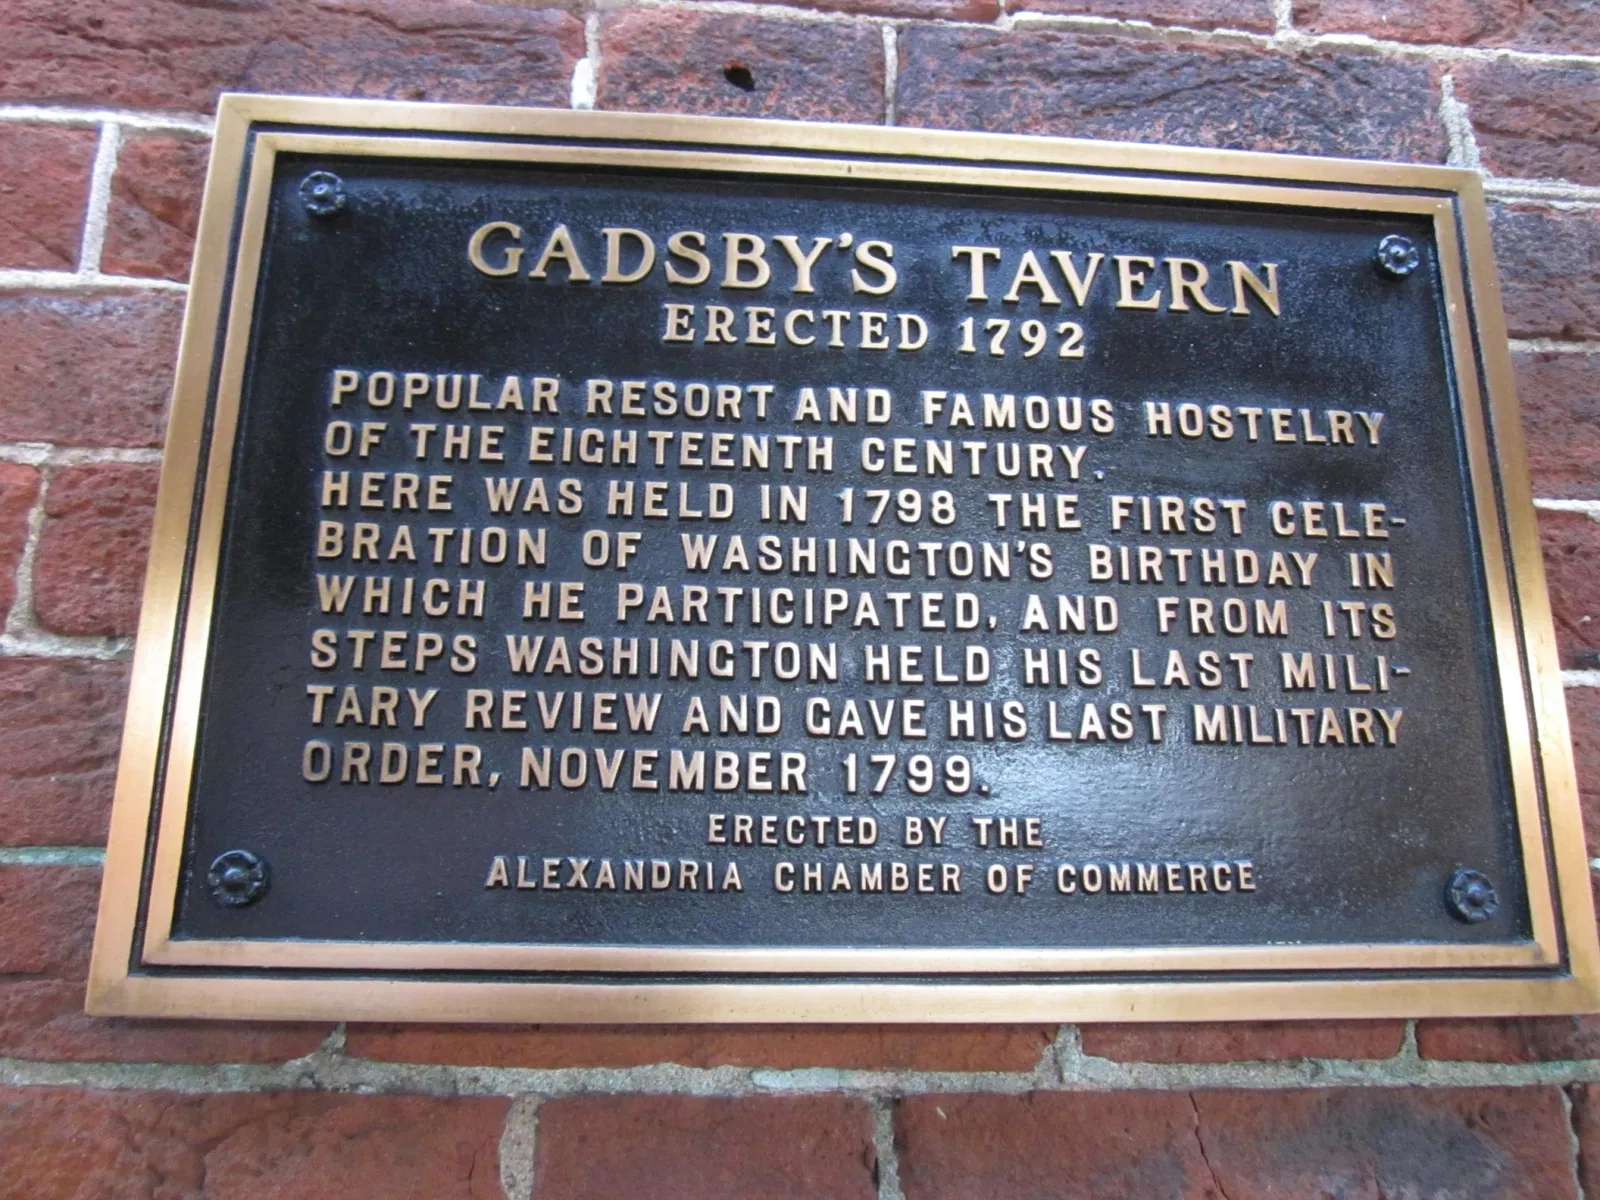 GADSBY'S TAVERN
ERECTED 1792
POPULAR RESORT AND FAMOUS HOSTELRY
OF THE EIGHTEENTH CENTURY.
HERE WAS HELD IN 1798 THE FIRST CELE-
BRATION OF WASHINGTON'S BIRTHDAY IN
WHICH HE PARTICIPATED, AND FROM ITS
STEPS WASHINGTON HELD HIS LAST MILI-
TARY REVIEW AND GAVE HIS LAST MILITARY
ORDER, NOVEMBER 1799.
ERECTED BY THE
ALEXANDRIA CHAMBER OF COMMERCE